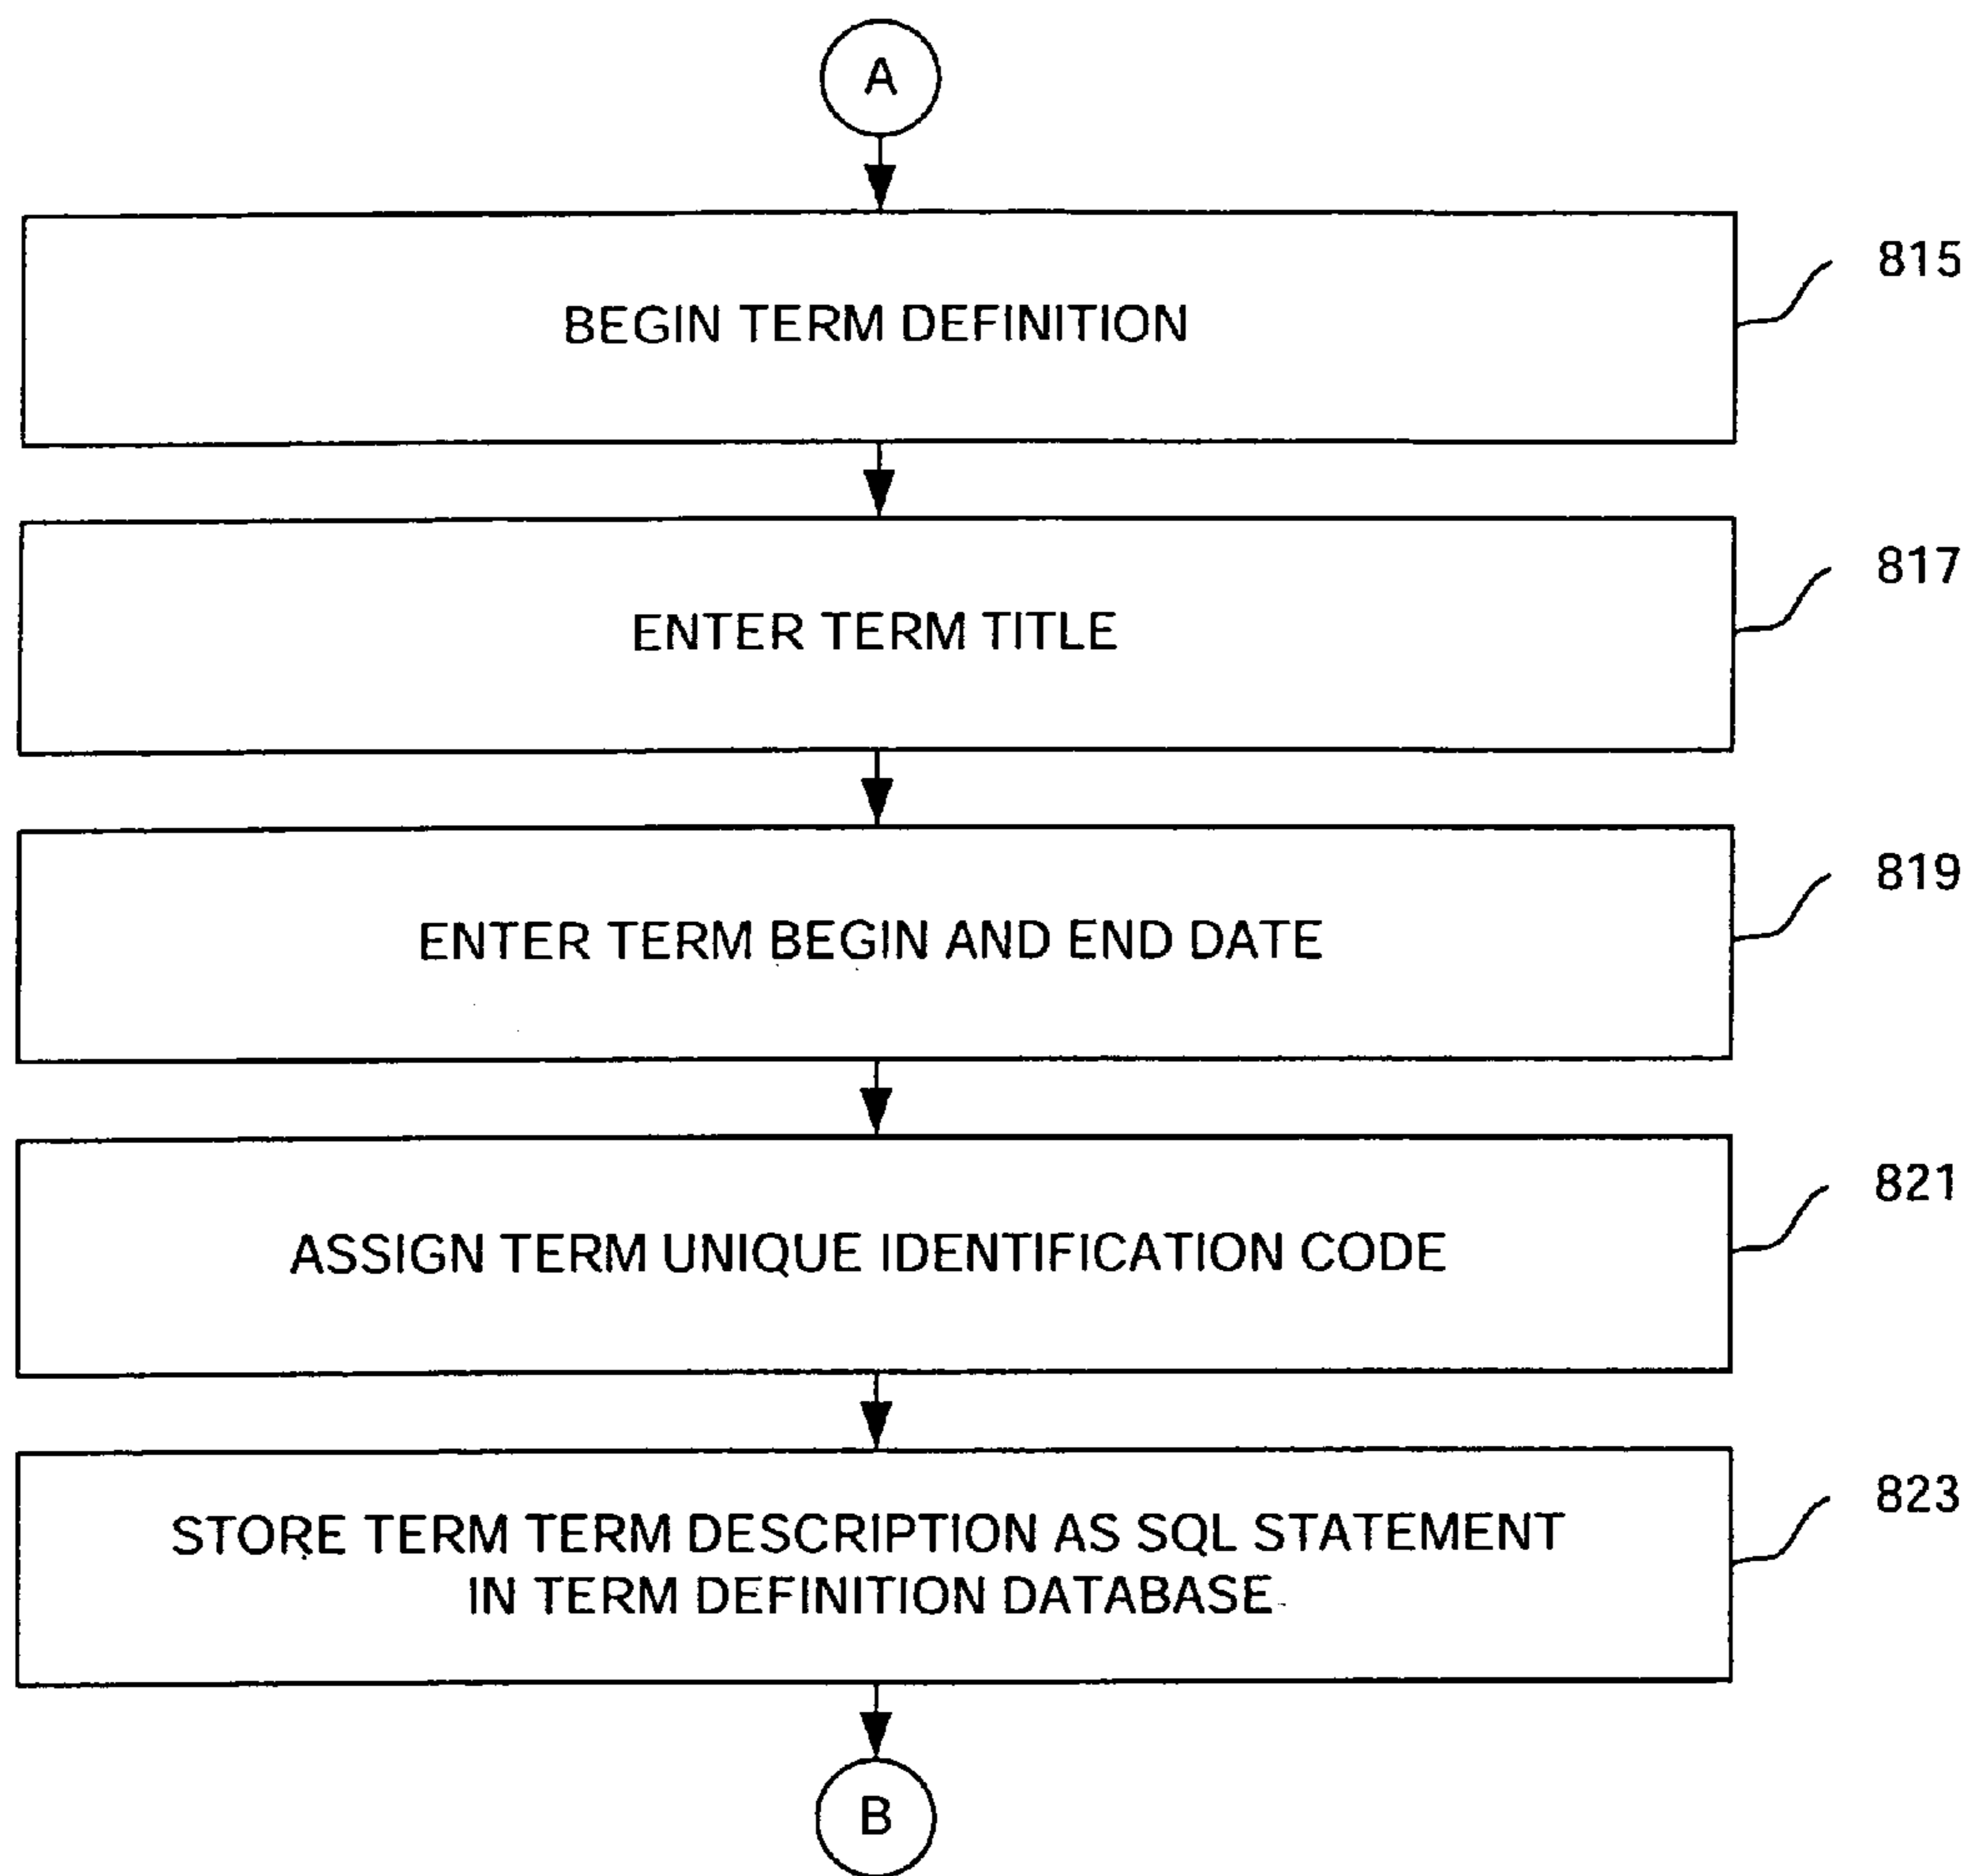 A
BEGIN TERM DEFINITION
815
ENTER TERM TITLE
817
ENTER TERM BEGIN AND END DATE
819
ASSIGN TERM UNIQUE IDENTIFICATION CODE
821
STORE TERM TERM DESCRIPTION AS SQL STATEMENT
IN TERM DEFINITION DATABASE
823
B